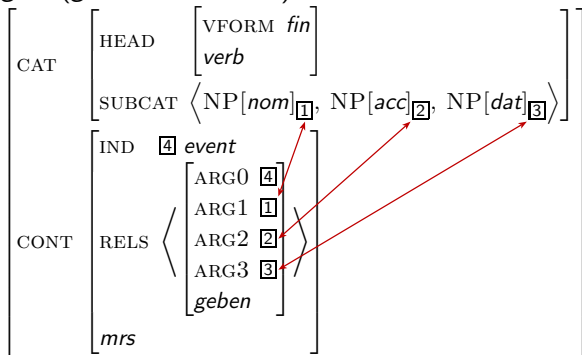 VFORM fin
HEAD
verb
CAT
SUBCAT ⟨NP[nom]1, NP[acc]2, NP[dat]3⟩
IND 4 event
ARG0 4
ARG1 1
CONT RELS ⟨ARG2 2⟩
ARG3 3
geben
mrs